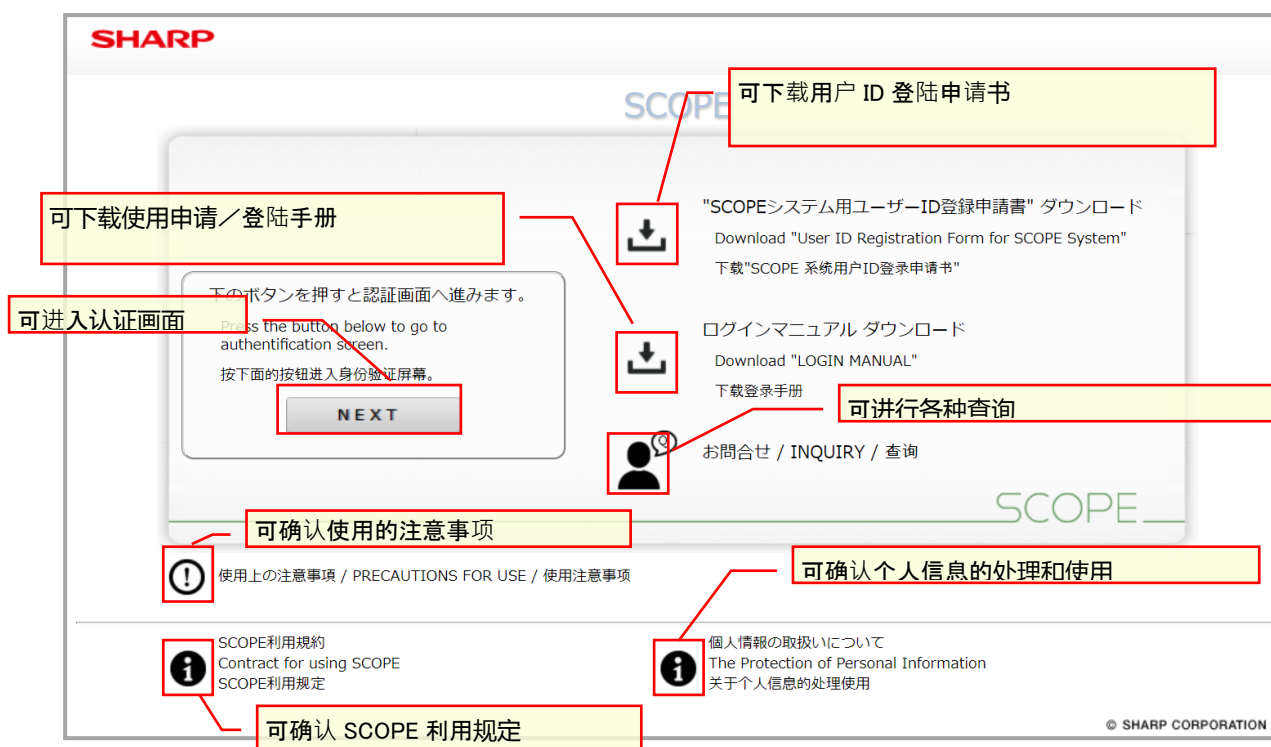 SHARP
可下载用户 ID 登陆申请书
SCOPE
可下载使用申请／登陆手册
"SCOPEシステム用ユーザーID登録申請書" ダウンロード
Download "User ID Registration Form for SCOPE System"
下载"SCOPE 系统用户ID登录申请书"
下のボタンを押すと認証画面へ進みます。
可进入认证画面
Press the button below to go to
authentification screen.
按下面的按钮进入身份验证屏幕。
NEXT
ログインマニュアル ダウンロード
Download "LOGIN MANUAL"
下載登录手册
可进行各种查询
Q
お問合せ / INQUIRY / 査询
SCOPE
可确认使用的注意事项
使用上の注意事項 / PRECAUTIONS FOR USE / 使用注意事项
可确认个人信息的处理和使用
SCOPE利用規約
Contract for using SCOPE
SCOPE利用规定
個人情報の取扱いについて
The Protection of Personal Information
关于个人信息的处理使用
可确认 SCOPE 利用规定
© SHARP CORPORATION